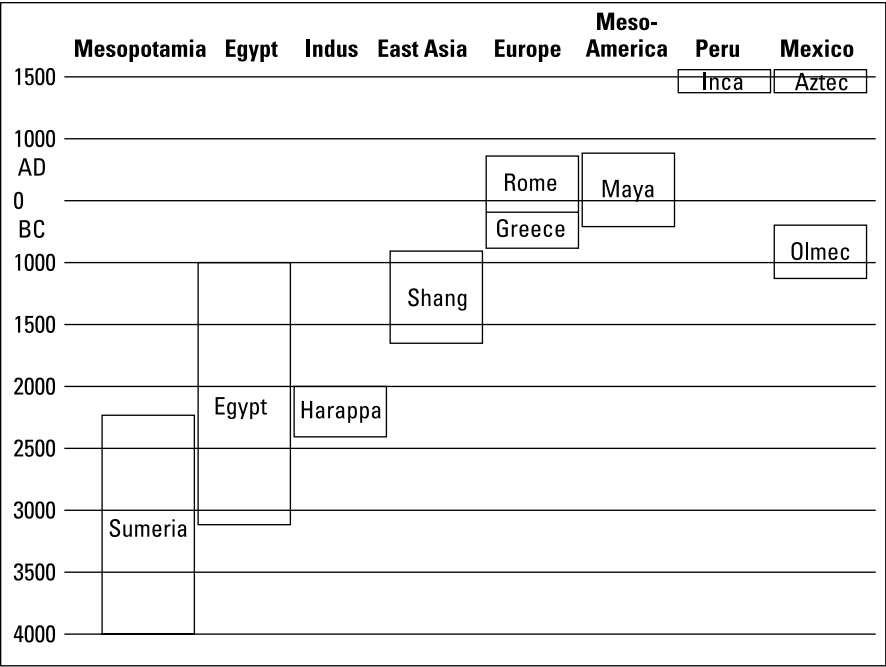 Meso-
Mesopotamia Egypt Indus East Asia Europe America Peru Mexico
1500 Inca Aztec
1000
AD
Rome Maya
0
BC Greece
Olmec
1000
Shang
1500
2000
Egypt Harappa
2500
3000
Sumeria
3500
4000